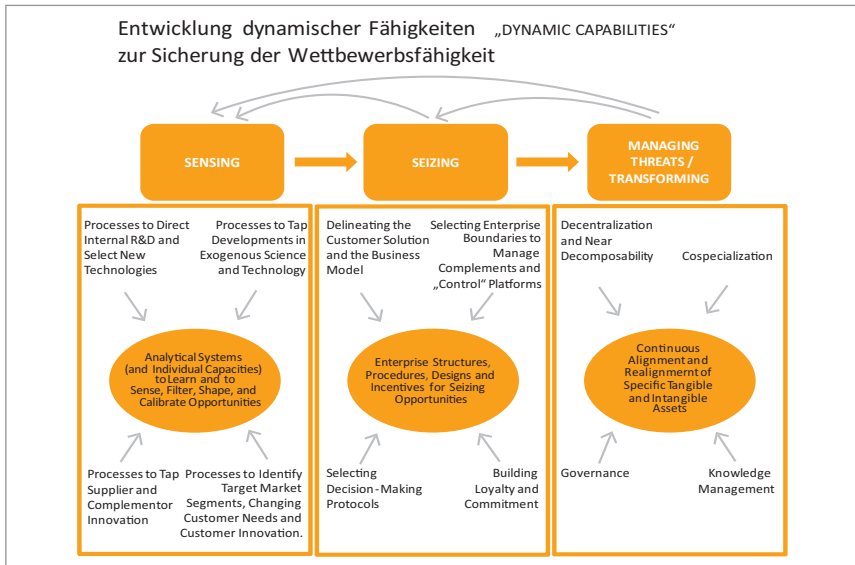 Entwicklung dynamischer Fähigkeiten „DYNAMIC CAPABILITIES“
zur Sicherung der Wettbewerbsfähigkeit
SENSING
SEIZING
MANAGING
THREATS /
TRANSFORMING
Processes to Direct
Internal R&D and
Select New
Technologies
Processes to Tap
Developments in
Exogenous Science
and Technology
Analytical Systems
(and Individual Capacities)
to Learn and to
Sense, Filter, Shape, and
Calibrate Opportunities
Processes to Tap
Supplier and
Complementor
Innovation
Processes to Identify
Target Market
Segments, Changing
Customer Needs and
Customer Innovation.
Delineating the
Customer Solution
and the Business
Model
Selecting Enterprise
Boundaries to
Manage
Complements and
„Control“ Platforms
Enterprise Structures,
Procedures, Designs and
Incentives for Seizing
Opportunities
Selecting
Decision-Making
Protocols
Building
Loyalty and
Commitment
Decentralization
and Near
Decomposability
Cospecialization
Continuous
Alignment and
Realignment of
Specific Tangible
and Intangible
Assets
Governance
Knowledge
Management